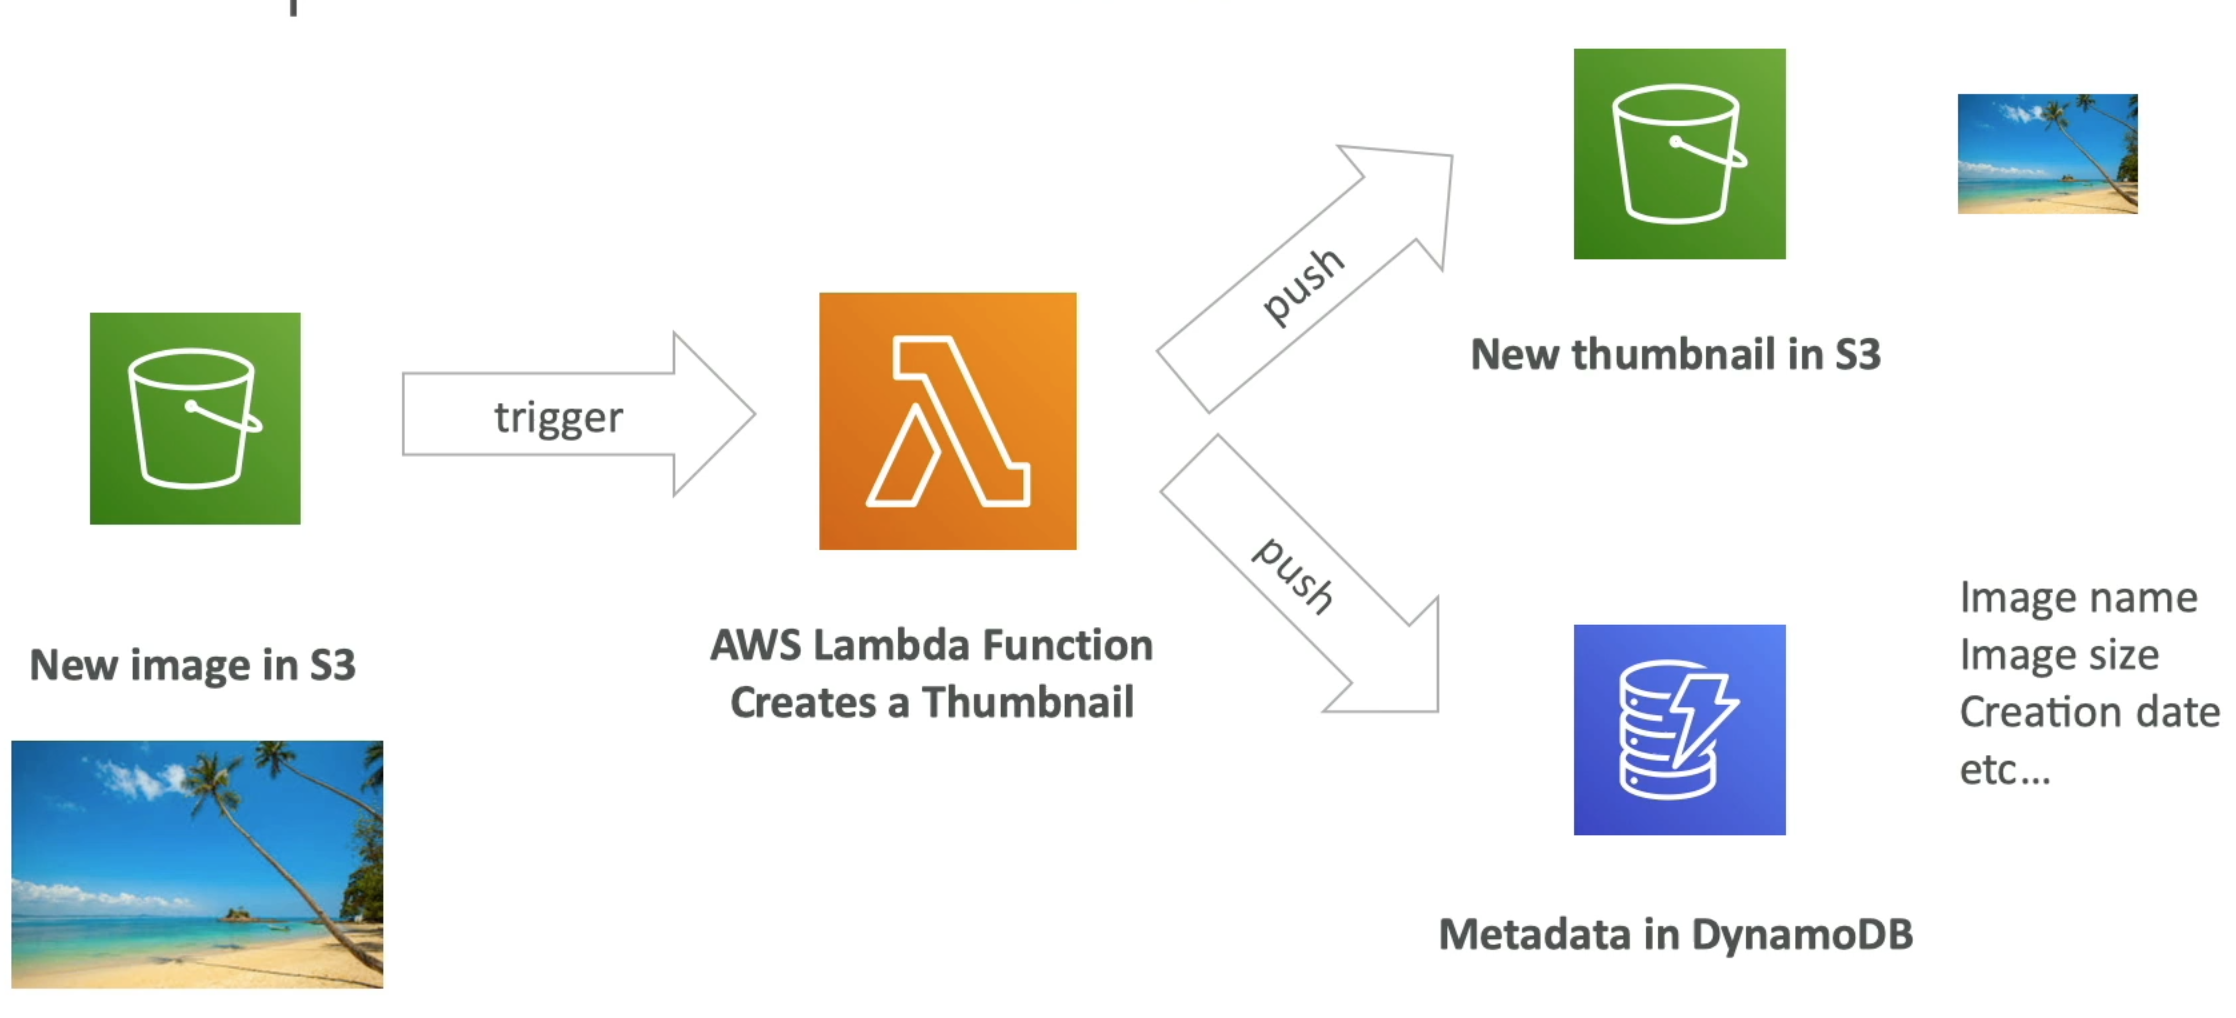 New image in S3
trigger
AWS Lambda Function
Creates a Thumbnail
push
New thumbnail in S3
push
Image name
Image size
Creation date
etc...
Metadata in DynamoDB